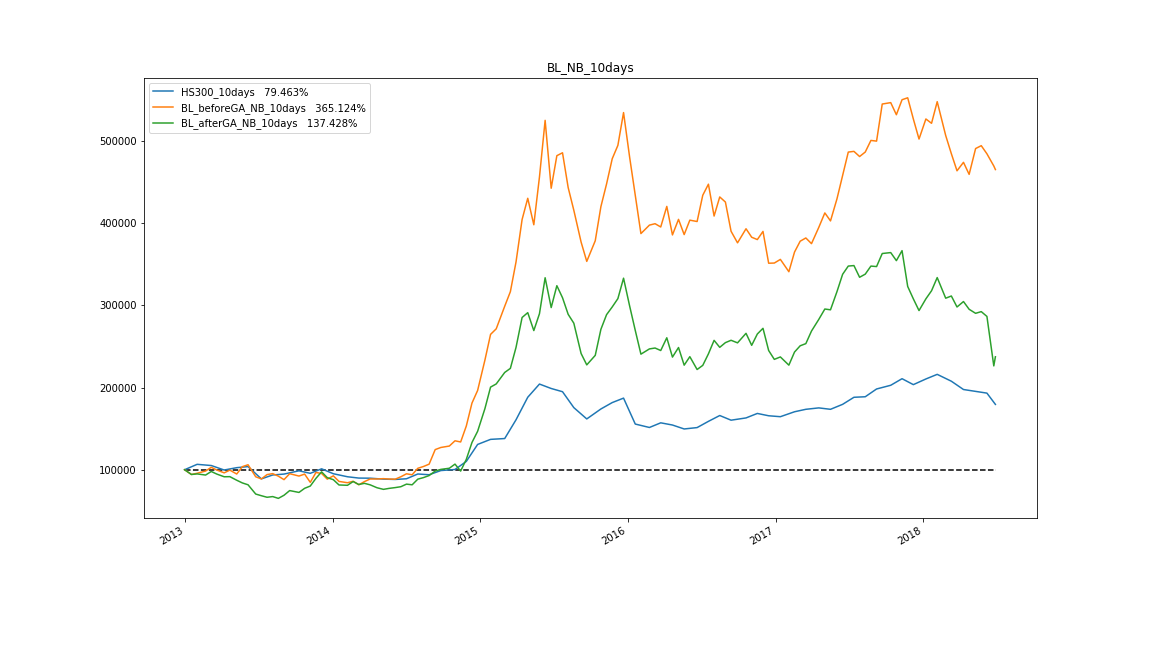 BL_NB_10days
HS300_10days 79.463%
BL_beforeGA_NB_10days 365.124%
BL_afterGA_NB_10days 137.428%
500000
400000
300000
200000
100000
2013 2014 2015 2016 2017 2018